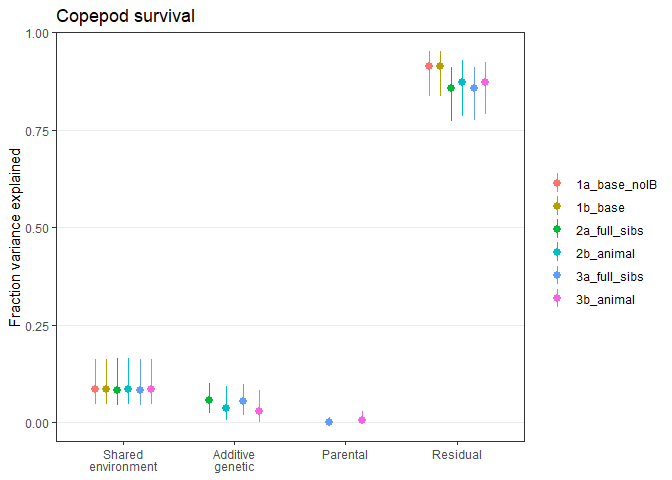 Copepod survival
Fraction variance explained
1.00
0.75
0.50
0.25
0.00
Shared
environment
Additive
genetic
Parental
Residual
1a_base_noIB
1b_base
2a_full_sibs
2b_animal
3a_full_sibs
3b_animal